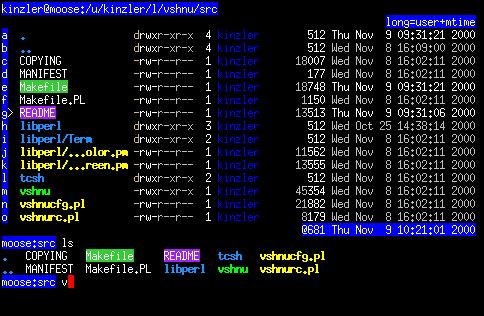 kinzler@moose:/u/kinzler/l/vshnu/src
long=user+mtime
a . drwxr-xr-x 4 kinzler 512 Thu Nov 9 09:31:21 2000
b .. drwxr-xr-x 4 kinzler 512 Wed Nov 8 16:09:00 2000
c COPYING -rw-r--r-- 1 kinzler 18007 Wed Nov 8 16:02:11 2000
d MANIFEST -rw-r--r-- 1 kinzler 177 Wed Nov 8 16:02:11 2000
e Makefile -rw-r--r-- 1 kinzler 18748 Thu Nov 9 09:31:21 2000
f Makefile.PL -rw-r--r-- 1 kinzler 1150 Wed Nov 8 16:02:11 2000
g> README -rw-r--r-- 1 kinzler 13513 Thu Nov 9 09:31:06 2000
h libperl drwxr-xr-x 3 kinzler 512 Wed Oct 25 14:38:14 2000
i libperl/Term drwxr-xr-x 2 kinzler 512 Wed Nov 8 16:02:11 2000
j libperl/...olor.pm -rw-r--r-- 1 kinzler 11562 Wed Nov 8 16:02:11 2000
k libperl/...reen.pm -rw-r--r-- 1 kinzler 13555 Wed Nov 8 16:02:11 2000
l tcsh drwxr-xr-x 2 kinzler 512 Wed Nov 8 16:02:11 2000
m vshnu -rwxr-xr-x 1 kinzler 45354 Wed Nov 8 16:02:11 2000
n vshnucfg.pl -rw-r--r-- 1 kinzler 21882 Wed Nov 8 16:02:11 2000
o vshnurc.pl -rw-r--r-- 1 kinzler 8179 Wed Nov 8 16:02:11 2000
@681 Thu Nov 9 10:21:01 2000
moose:src ls
. COPYING Makefile README tcsh vshnucfg.pl
.. MANIFEST Makefile.PL libperl vshnu vshnurc.pl
moose:src v